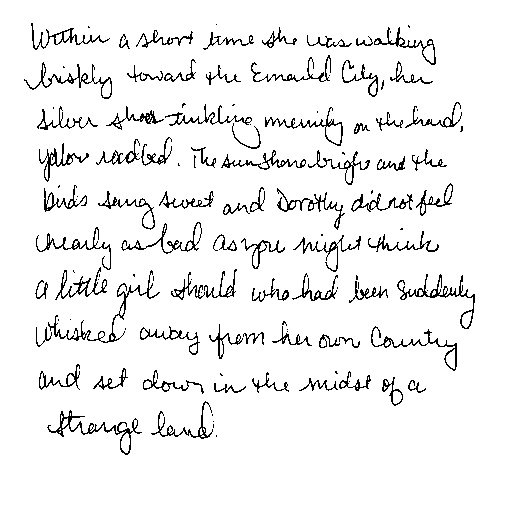 Within a short time she was walking
briskly toward the Emerald City, her
silver shoes tinkling merrily on the hard,
yellow roadbed. The sun shone bright and the
birds sang sweet and Dorothy did not feel
nearly as bad as you might think
a little girl should who had been suddenly
whisked away from her own country
and set down in the midst of a
strange land.